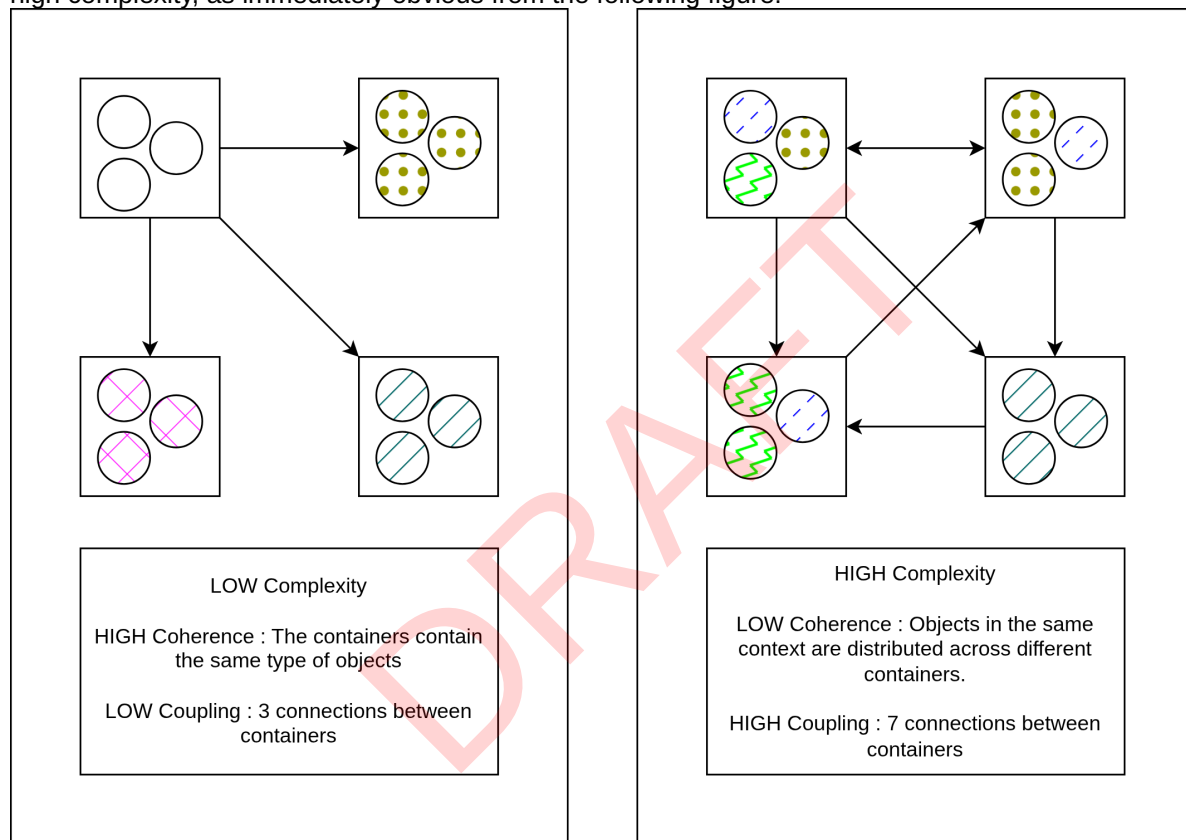 high complexity, as immediately obvious from the following figure.
LOW Complexity
HIGH Coherence : The containers contain
the same type of objects
LOW Coupling : 3 connections between
containers
HIGH Complexity
LOW Coherence : Objects in the same
context are distributed across different
containers.
HIGH Coupling : 7 connections between
containers
DRAFT